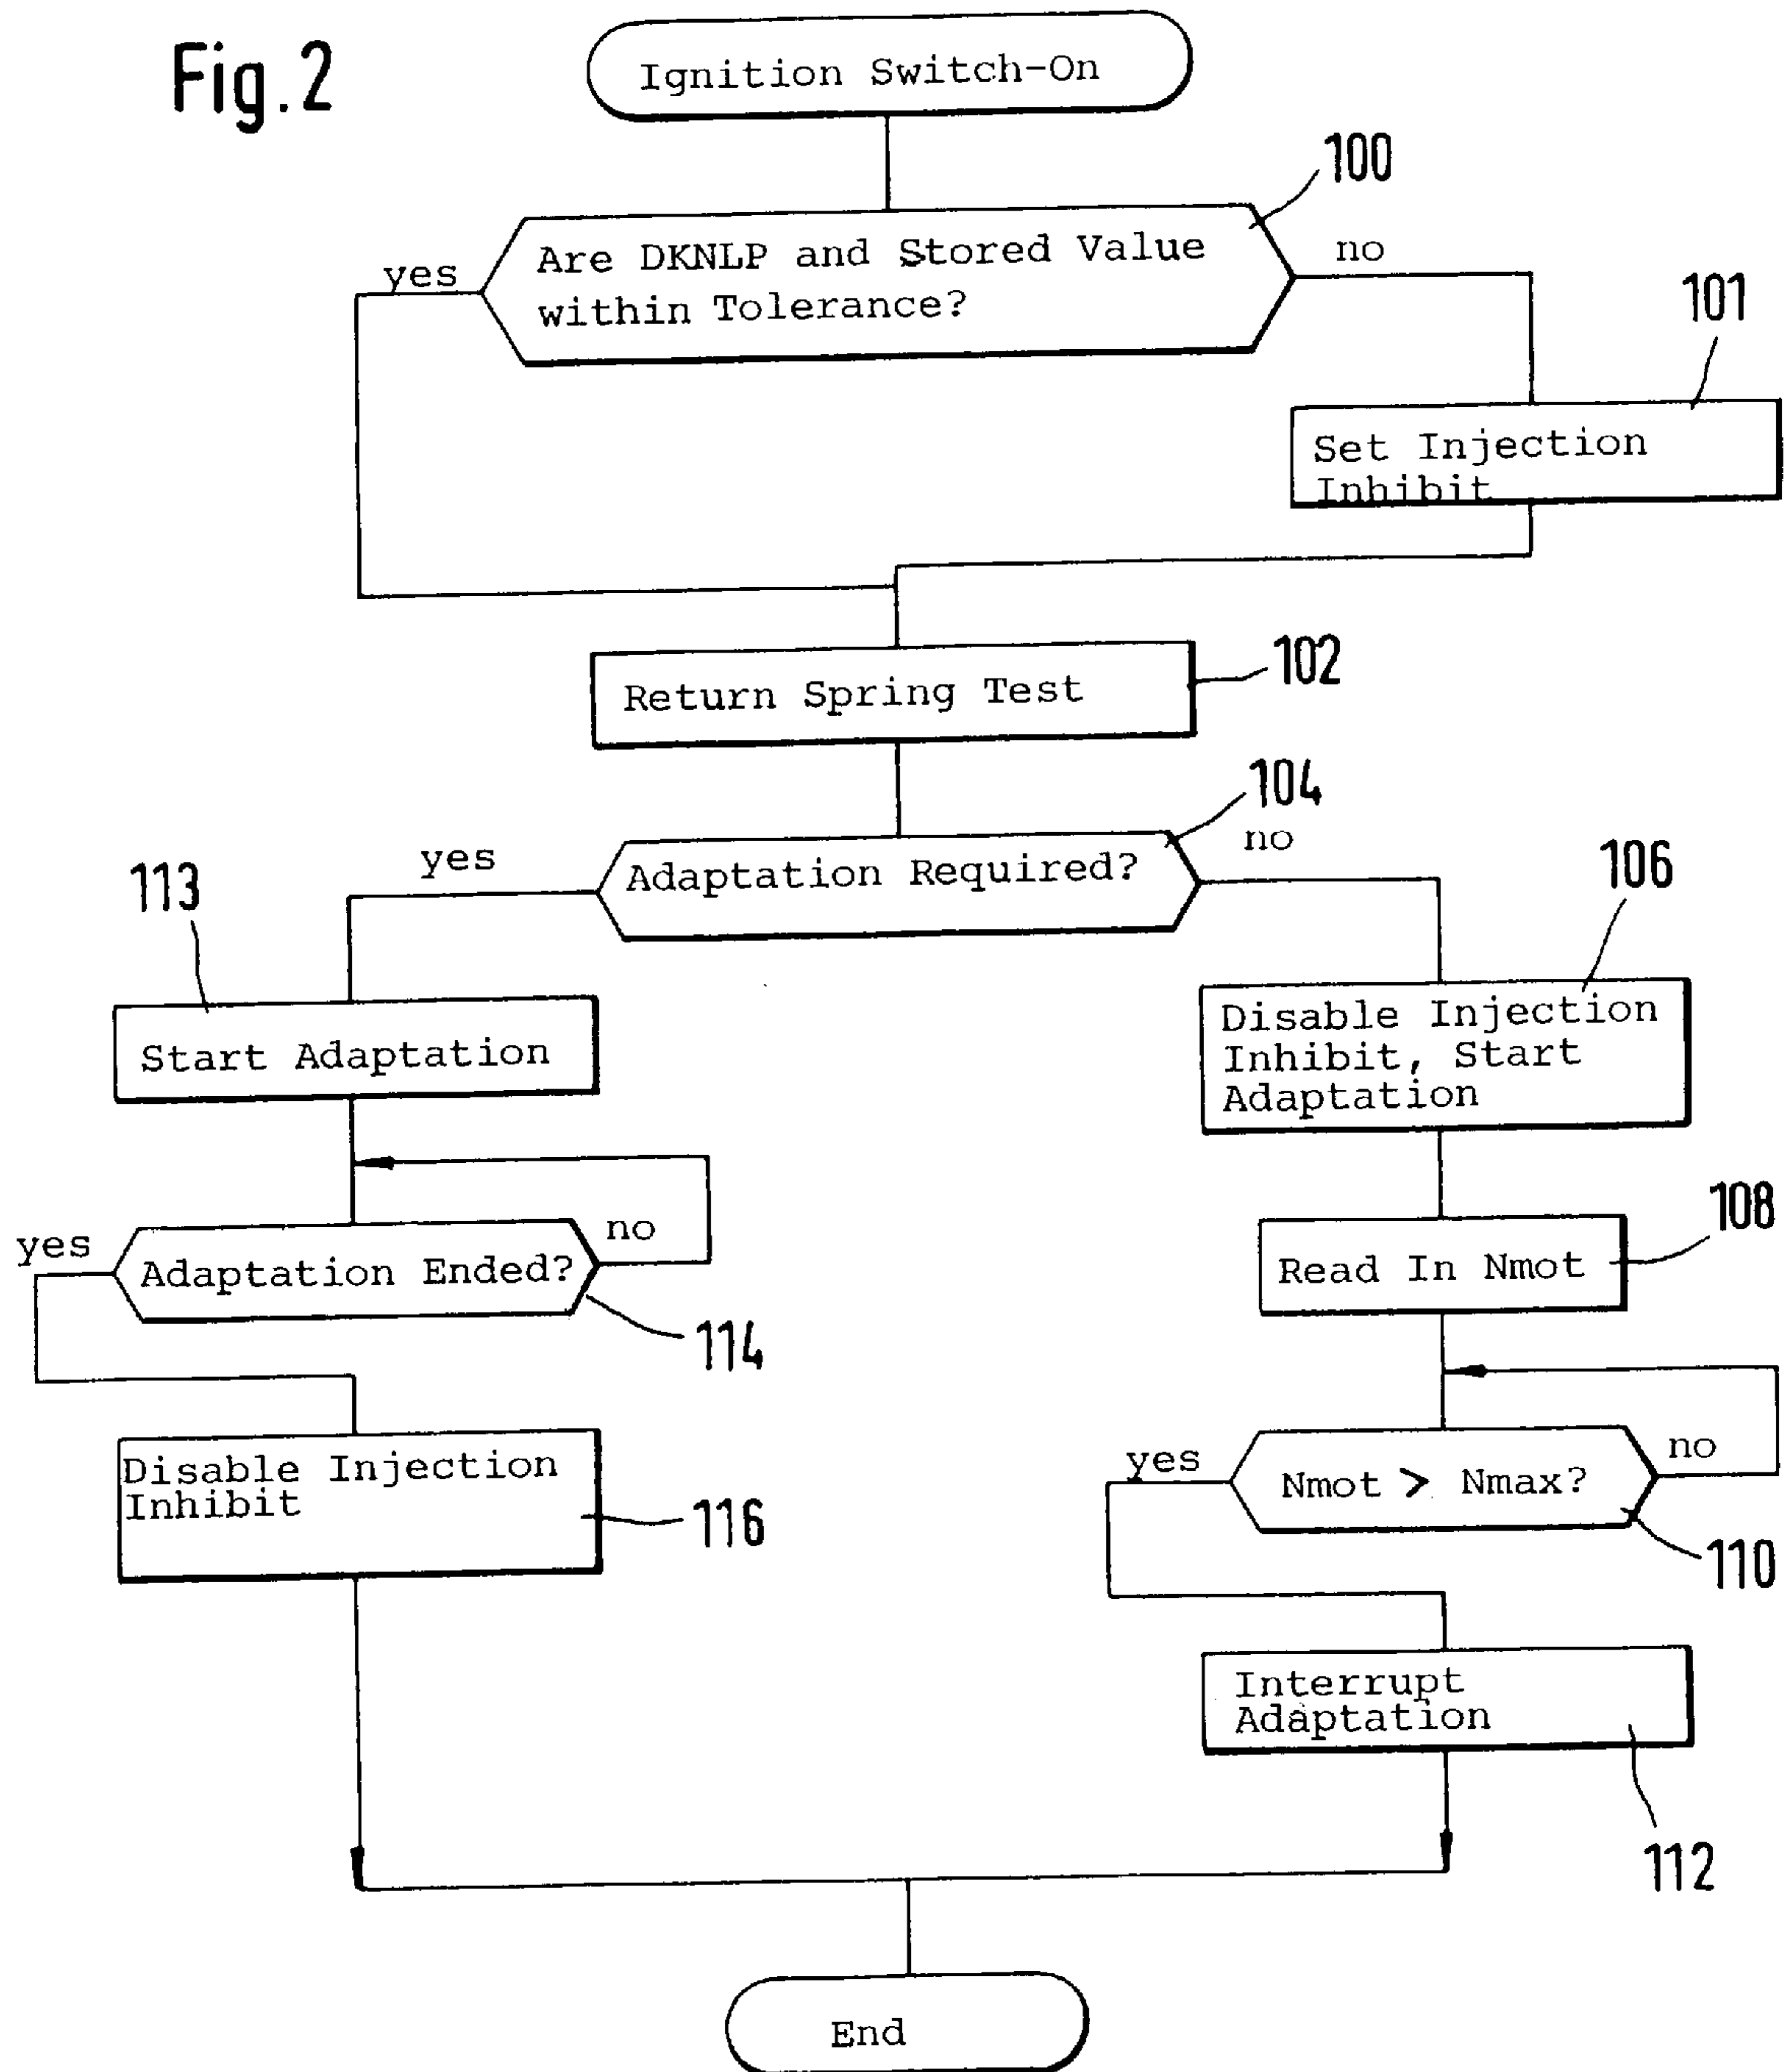 Fig.2
Ignition Switch-On
100
yes
Are DKNLP and Stored Value
within Tolerance?
no
101
Set Injection
Inhibit
Return Spring Test
102
104
yes
Adaptation Required?
no
113
106
Start Adaptation
Disable Injection
Inhibit, Start
Adaptation
yes
Adaptation Ended?
no
114
108
Read In Nmot
Disable Injection
Inhibit
116
yes
Nmot > Nmax?
no
110
Interrupt
Adaptation
112
End